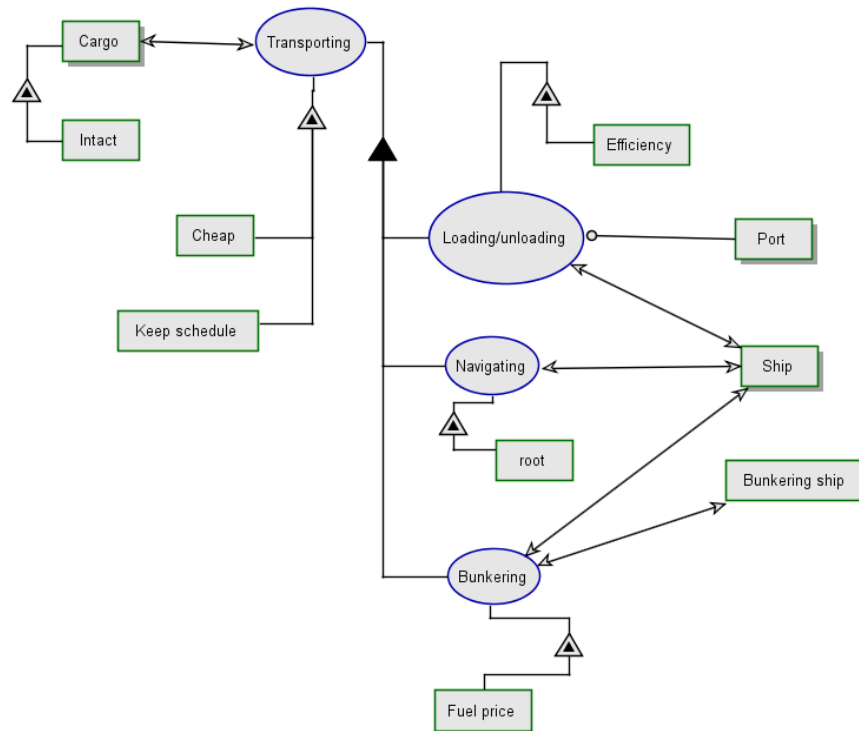 Cargo
Transporting
Intact
Efficiency
Cheap
Loading/unloading
Port
Keep schedule
Navigating
Ship
root
Bunkering ship
Bunkering
Fuel price